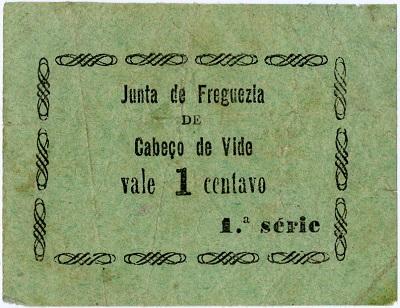 Junta de Freguezia
DE
Cabeço de Vide
vale 1 centavo
1.ª série